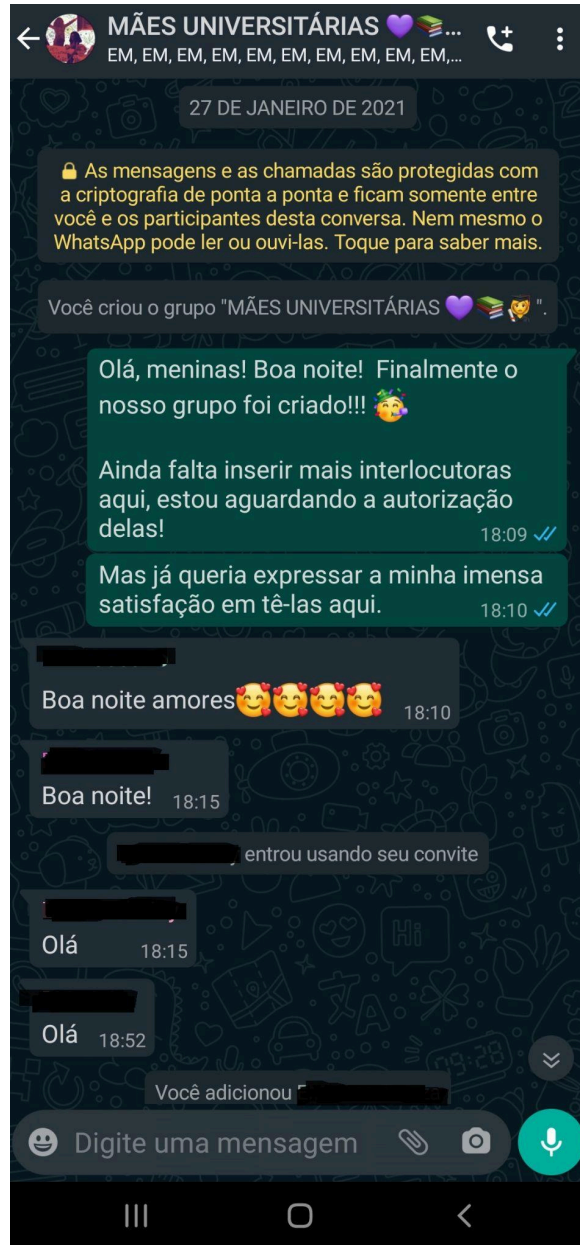 MÃES UNIVERSITÁRIAS 💜📚...
EM, EM, EM, EM, EM, EM, EM, EM, EM,...
27 DE JANEIRO DE 2021
🔒 As mensagens e as chamadas são protegidas com
a criptografia de ponta a ponta e ficam somente entre
você e os participantes desta conversa. Nem mesmo o
WhatsApp pode ler ou ouvi-las. Toque para saber mais.
Você criou o grupo "MÃES UNIVERSITÁRIAS 💜📚👩‍🎓".
Olá, meninas! Boa noite! Finalmente o
nosso grupo foi criado!!! 🥳
Ainda falta inserir mais interlocutoras
aqui, estou aguardando a autorização
delas!
18:09
Mas já queria expressar a minha imensa
satisfação em tê-las aqui.
18:10
Boa noite amores🥰🥰🥰🥰
18:10
Boa noite! 18:15
entrou usando seu convite
Olá 18:15
Olá 18:52
Você adicionou
Digite uma mensagem